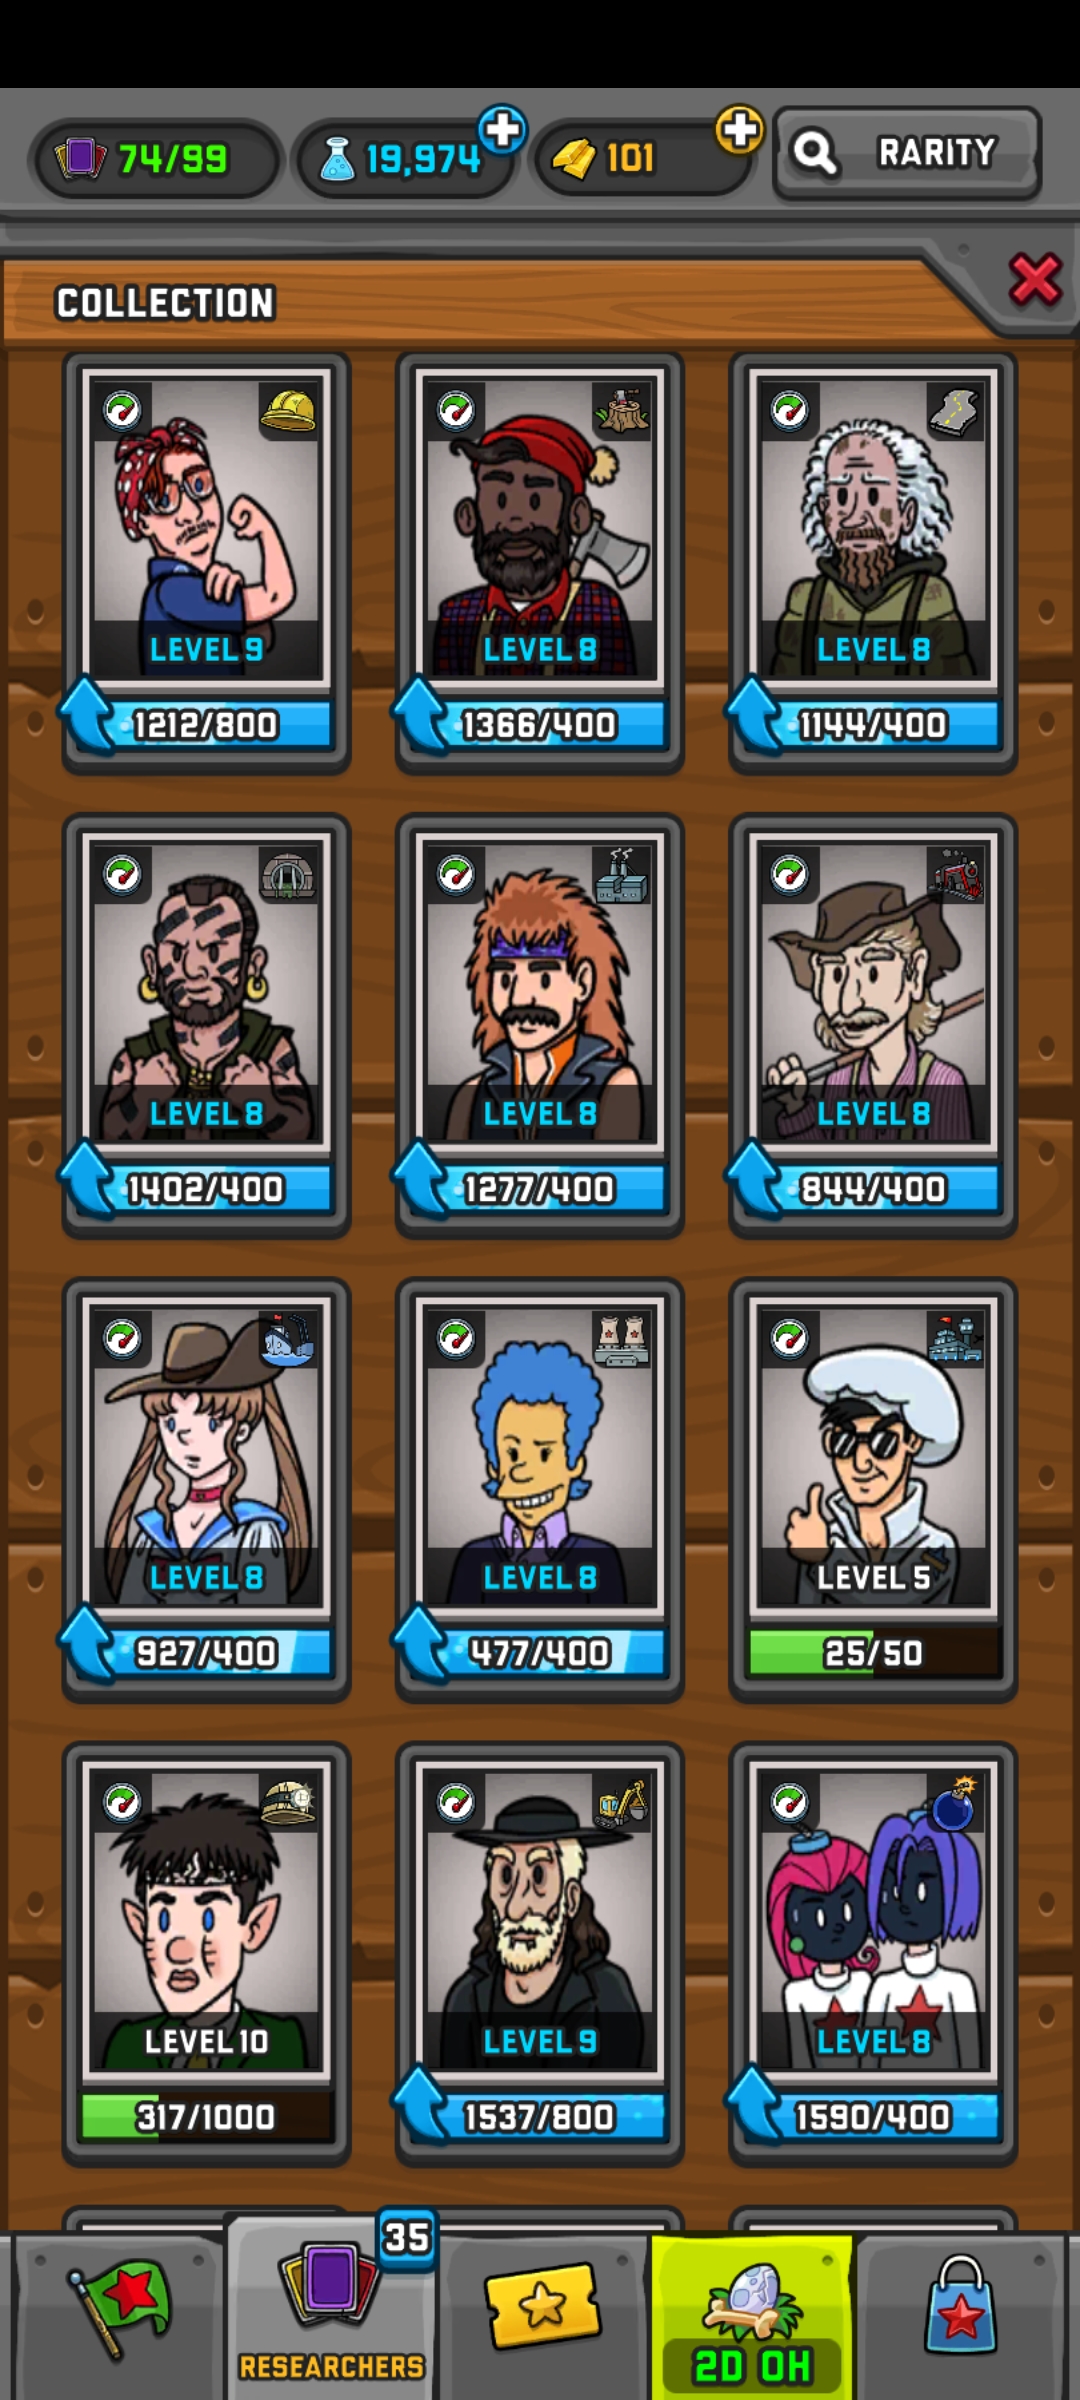 74/99
19,974
101
RARITY
COLLECTION
LEVEL 9
LEVEL 8
LEVEL 8
1212/800
1366/400
1144/400
LEVEL 8
LEVEL 8
LEVEL 8
1402/400
1277/400
844/400
LEVEL 8
LEVEL 8
LEVEL 5
927/400
477/400
25/50
LEVEL 10
LEVEL 9
LEVEL 8
317/1000
1537/800
1590/400
35
RESEARCHERS
2D 0H